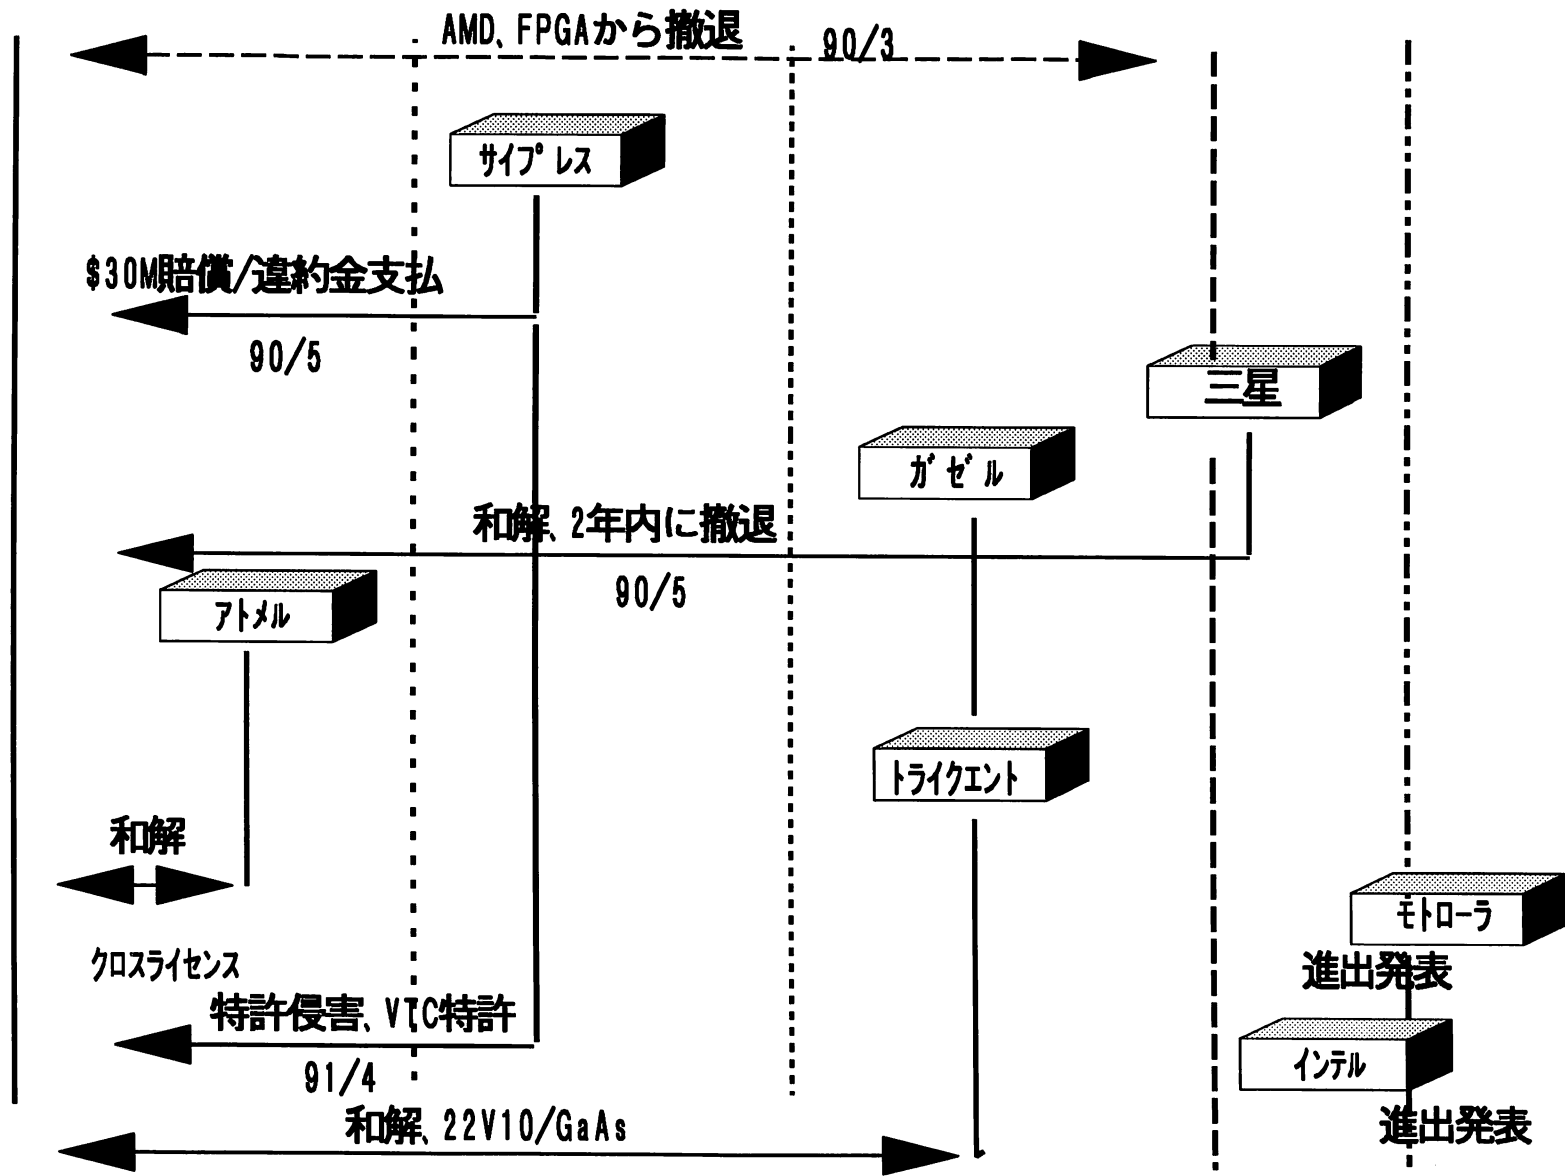 AMD、FPGAから撤退
90/3
サイプレス
$30M賠償/違約金支払
90/5
三星
ガゼル
和解、2年内に撤退
90/5
アトメル
トライクエント
和解
モトローラ
クロスライセンス
進出発表
特許侵害、VTC特許
インテル
91/4
和解、22V10/GaAs
進出発表